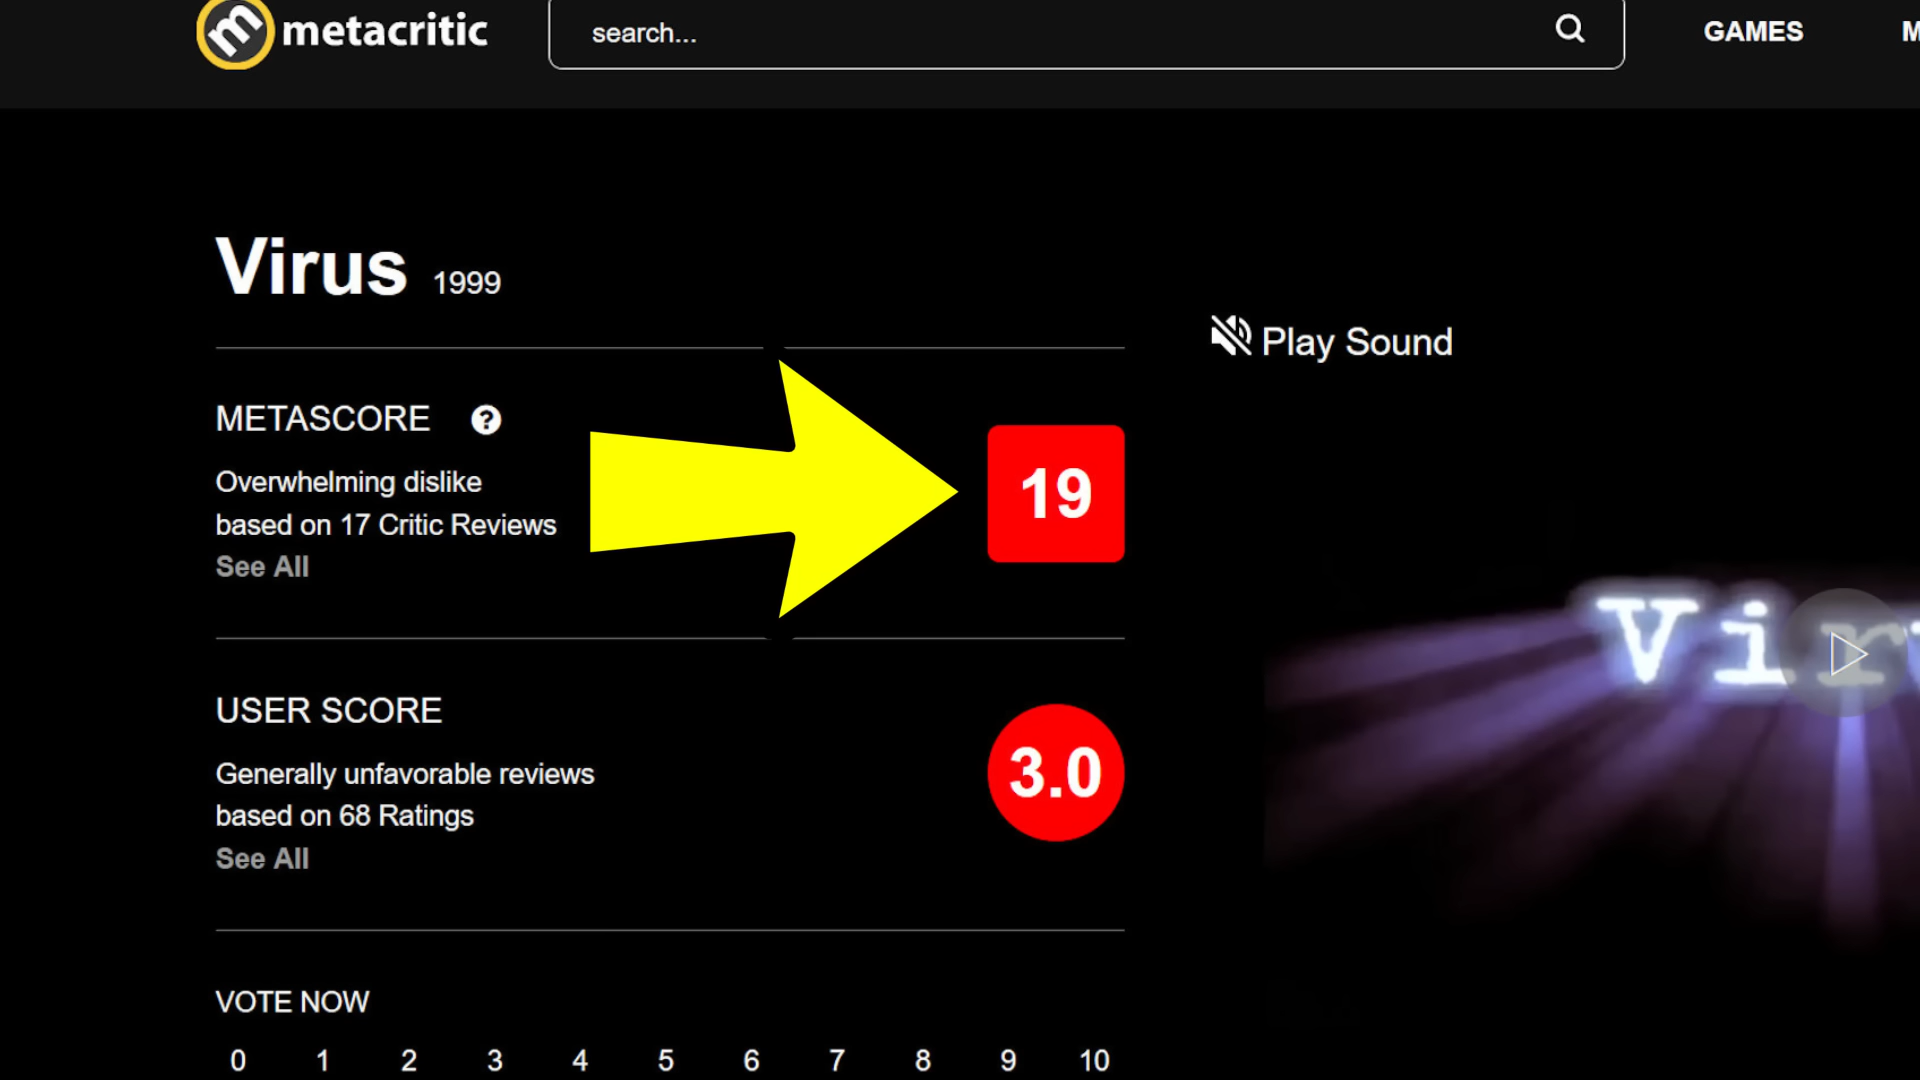 metacritic
search...
GAMES
M
Virus 1999
Play Sound
METASCORE ?
Overwhelming dislike
based on 17 Critic Reviews
See All
19
Vir
USER SCORE
Generally unfavorable reviews
based on 68 Ratings
See All
3.0
VOTE NOW
0 1 2 3 4 5 6 7 8 9 10